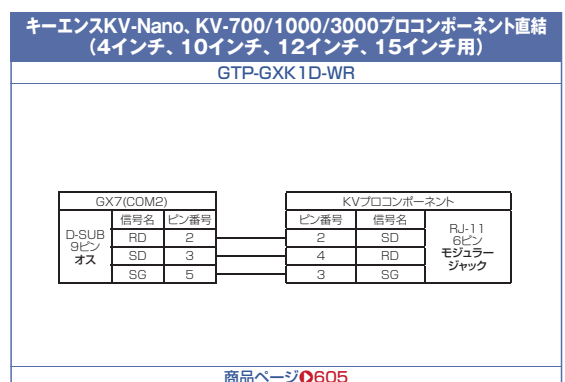 キーエンスKV-Nano、KV-700/1000/3000プロコンポーネント直結
（4インチ、10インチ、12インチ、15インチ用）
GTP-GXK1D-WR
GX7(COM2)
D-SUB
9ピン
オス
信号名 ピン番号
RD 2
SD 3
SG 5
KVプロコンポーネント
ピン番号 信号名
2 SD
4 RD
3 SG
RJ-11
6ピン
モジュラー
ジャック
商品ページ605